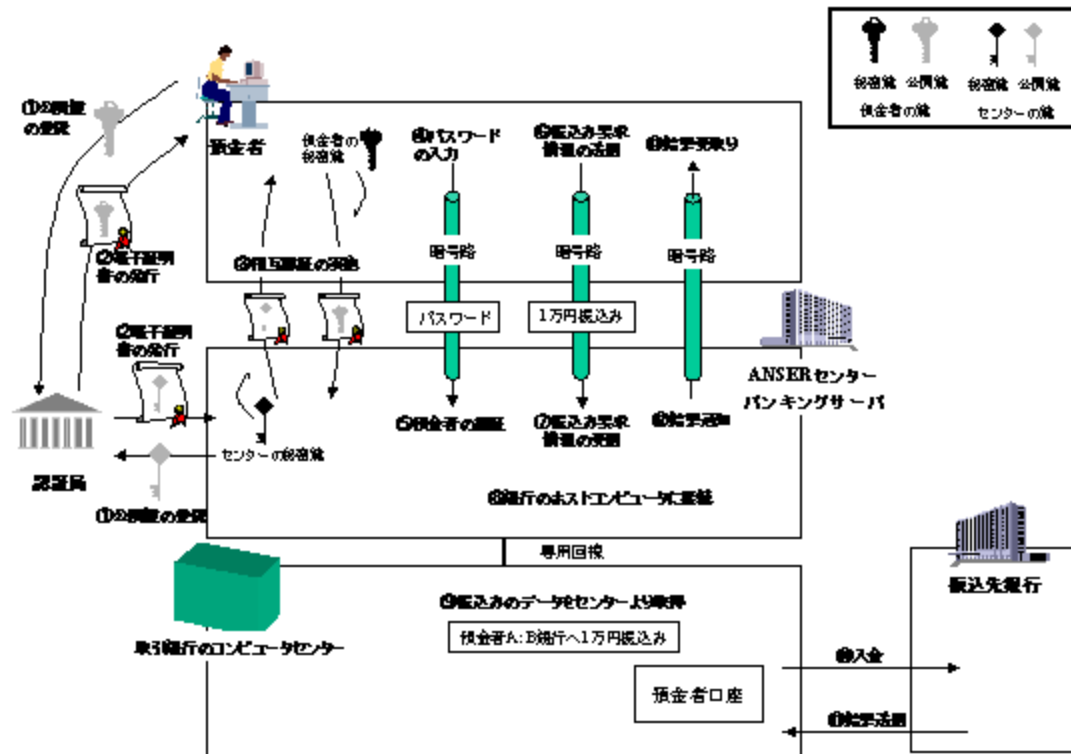 秘密鍵 公開鍵 秘密鍵 公開鍵
預金者の鍵 センターの鍵
①公開鍵
の登録
預金者
預金者の
秘密鍵
パスワード
の入力
振込み要求
情報の送信
結果受取り
②電子証明
書の発行
③相互認証の実施
暗号路
暗号路
暗号路
パスワード
1万円振込み
②電子証明
書の発行
ANSERセンター
バンキングサーバ
⑤預金者の認証
⑦振込み要求
情報の受信
結果通知
認証局
センターの秘密鍵
①公開鍵の登録
⑧銀行のホストコンピュータに接続
専用回線
振込先銀行
振込みのデータをセンターより取得
預金者A:B銀行へ1万円振込み
取引銀行のコンピュータセンター
入金
預金者口座
結果送信